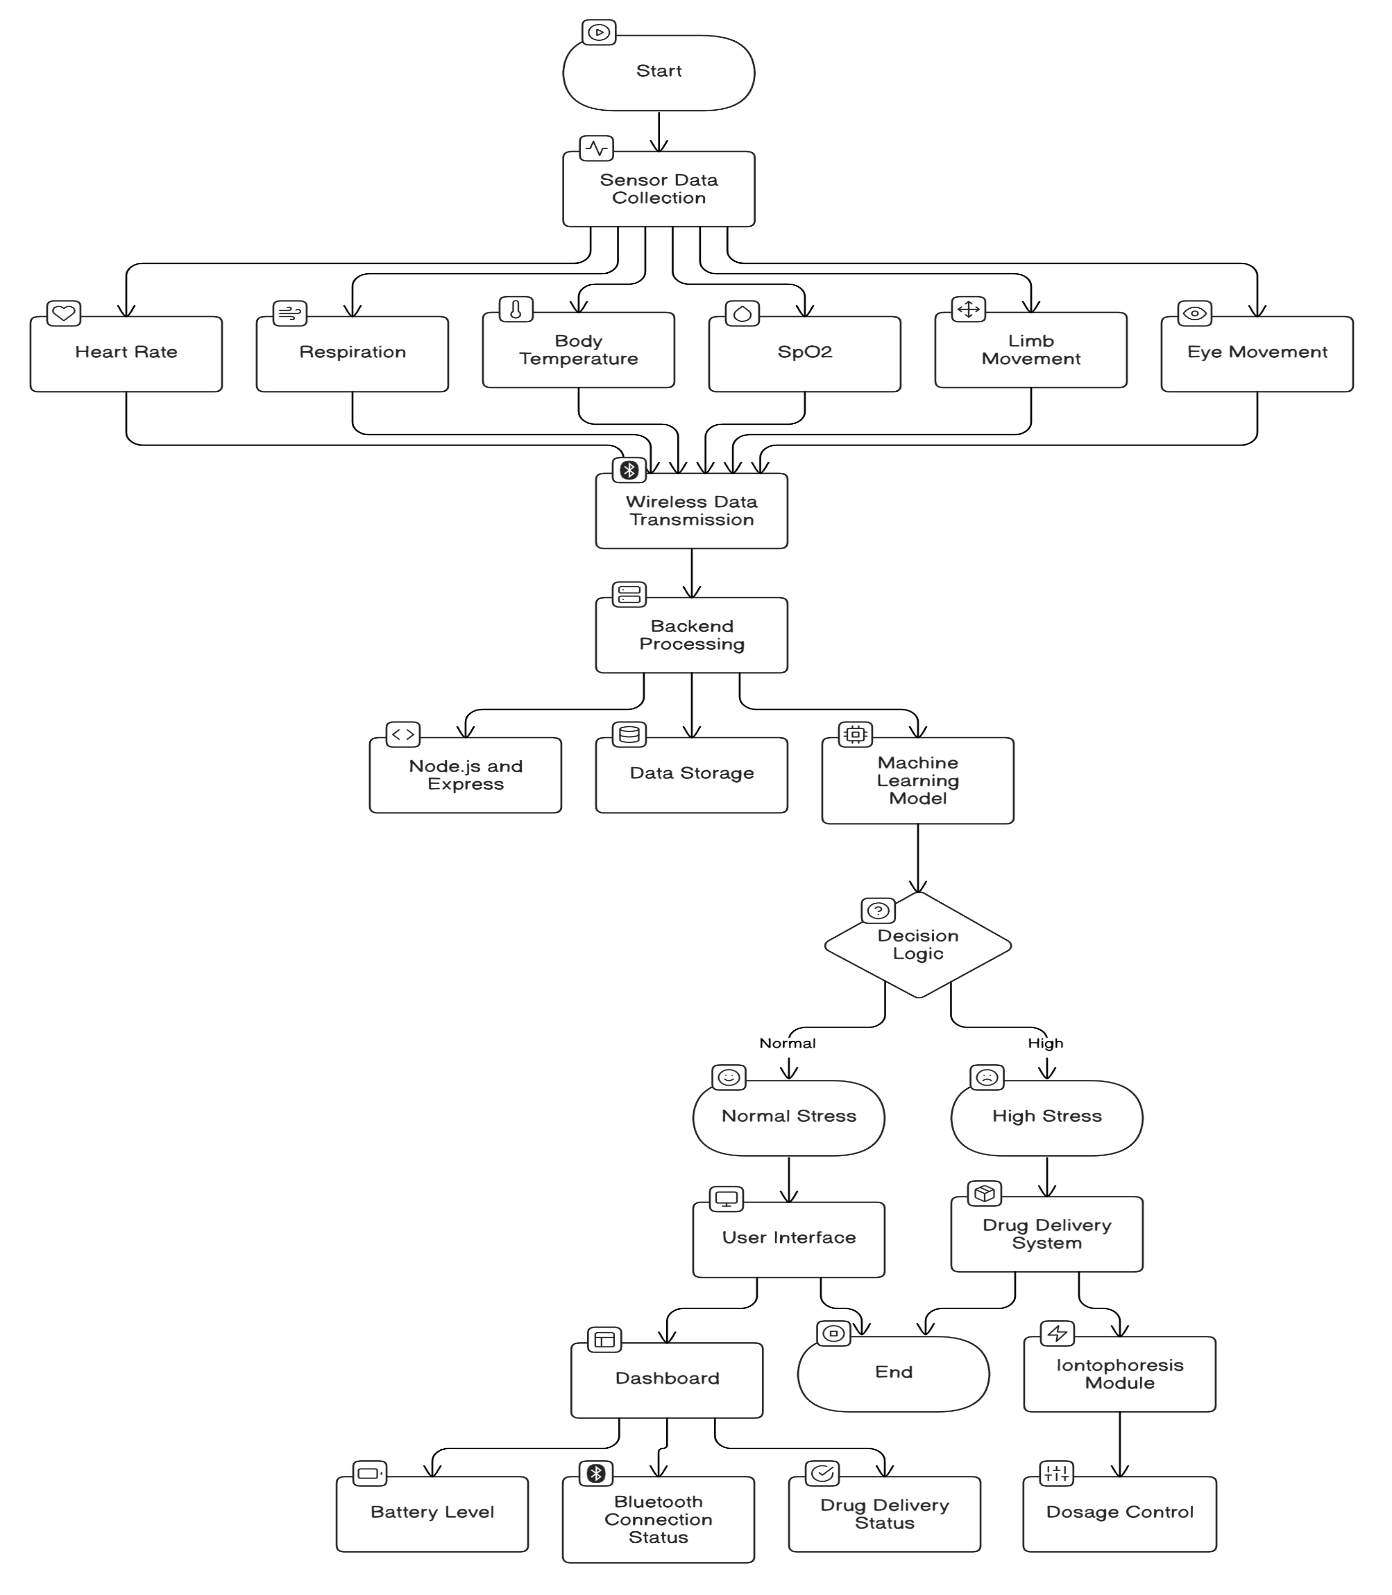 Start
Sensor Data
Collection
Heart Rate
Respiration
Body
Temperature
SpO2
Limb
Movement
Eye Movement
Wireless Data
Transmission
Backend
Processing
Node.js and
Express
Data Storage
Machine
Learning
Model
Decision
Logic
Normal
High
Normal Stress
High Stress
User Interface
Drug Delivery
System
Dashboard
End
Iontophoresis
Module
Battery Level
Bluetooth
Connection
Status
Drug Delivery
Status
Dosage Control